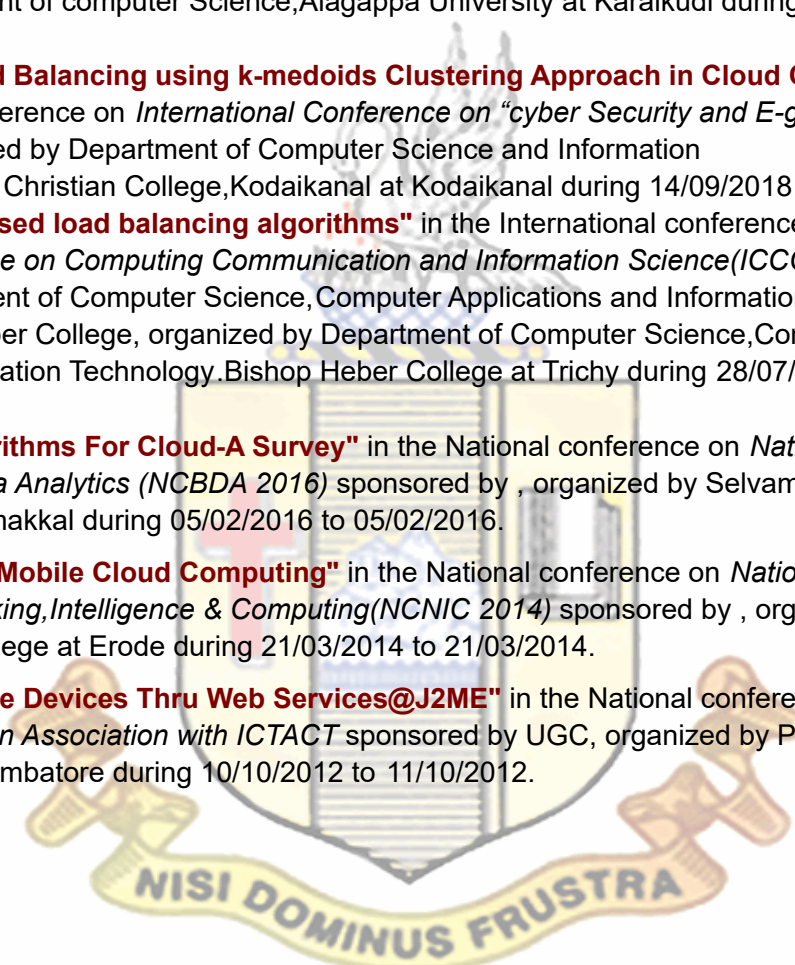 nt of computer Science,Alagappa University at Karaikudi during
d Balancing using k-medoids Clustering Approach in Cloud C
erence on International Conference on “cyber Security and E-g
ed by Department of Computer Science and Information
Christian College,Kodaikanal at Kodaikanal during 14/09/2018
sed load balancing algorithms" in the International conference
e on Computing Communication and Information Science(ICCC
ent of Computer Science,Computer Applications and Information
ber College, organized by Department of Computer Science,Com
ation Technology.Bishop Heber College at Trichy during 28/07/
rithms For Cloud-A Survey" in the National conference on Nat
a Analytics (NCBDA 2016) sponsored by , organized by Selvam
nakkal during 05/02/2016 to 05/02/2016.
Mobile Cloud Computing" in the National conference on Natio
king,Intelligence & Computing(NCNIC 2014) sponsored by , org
lege at Erode during 21/03/2014 to 21/03/2014.
e Devices Thru Web Services@J2ME" in the National confere
n Association with ICTACT sponsored by UGC, organized by P
mbatore during 10/10/2012 to 11/10/2012.
NISI DOMINUS FRUSTRA